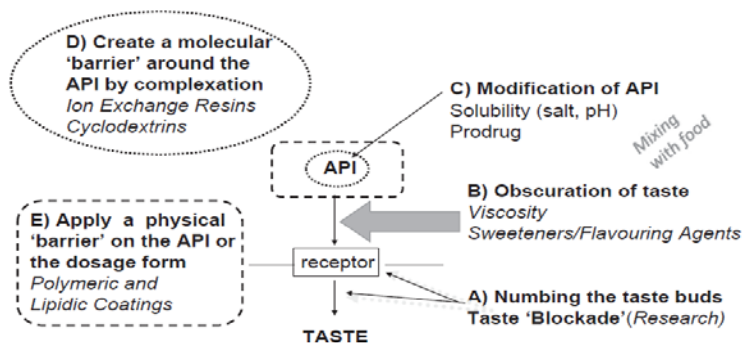 D) Create a molecular
'barrier' around the
API by complexation
Ion Exchange Resins
Cyclodextrins
C) Modification of API
Solubility (salt, pH)
Prodrug
Mixing
with food
API
B) Obscuration of taste
Viscosity
Sweeteners/Flavouring Agents
E) Apply a physical
'barrier' on the API or
the dosage form
Polymeric and
Lipidic Coatings
receptor
A) Numbing the taste buds
Taste 'Blockade'(Research)
TASTE